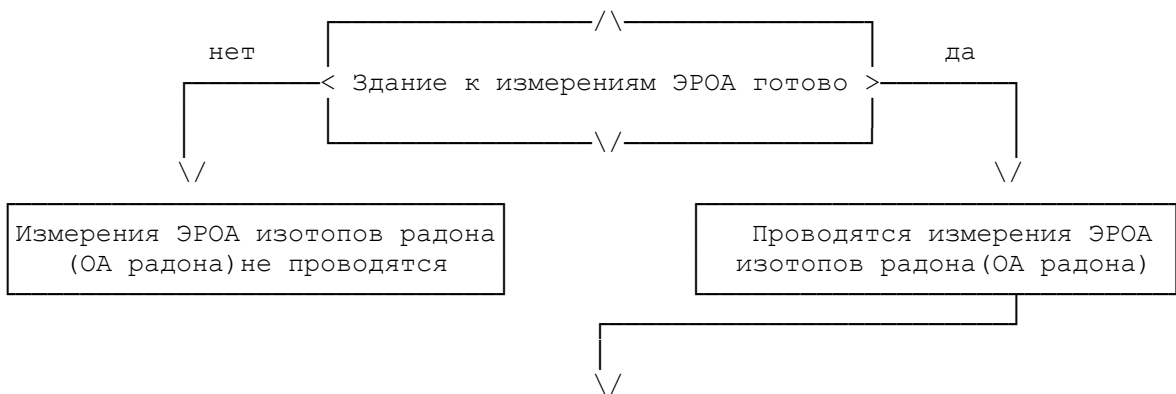 нет
да
Здание к измерениям ЭРОА готово
Измерения ЭРОА изотопов радона
(ОА радона)не проводятся
Проводятся измерения ЭРОА
изотопов радона(ОА радона)